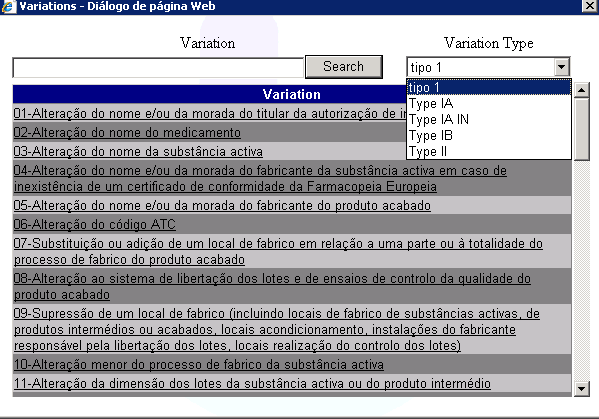 Variations - Diálogo de página Web
Variation
Variation Type
Search
tipo 1
tipo 1
Type IA
Type IA IN
Type IB
Type II
Variation
01-Alteração do nome e/ou da morada do titular da autorização de
02-Alteração do nome do medicamento
03-Alteração do nome da substância activa
04-Alteração do nome e/ou da morada do fabricante da substância activa em caso de
inexistência de um certificado de conformidade da Farmacopeia Europeia
05-Alteração do nome e/ou da morada do fabricante do produto acabado
06-Alteração do código ATC
07-Substituição ou adição de um local de fabrico em relação a uma parte ou à totalidade do
processo de fabrico do produto acabado
08-Alteração ao sistema de libertação dos lotes e de ensaios de controlo da qualidade do
produto acabado
09-Supressão de um local de fabrico (incluindo locais de fabrico de substâncias activas, de
produtos intermédios ou acabados, locais acondicionamento, instalações do fabricante
responsável pela libertação dos lotes, locais realização do controlo dos lotes)
10-Alteração menor do processo de fabrico da substância activa
11-Alteração da dimensão dos lotes da substância activa ou do produto intermédio